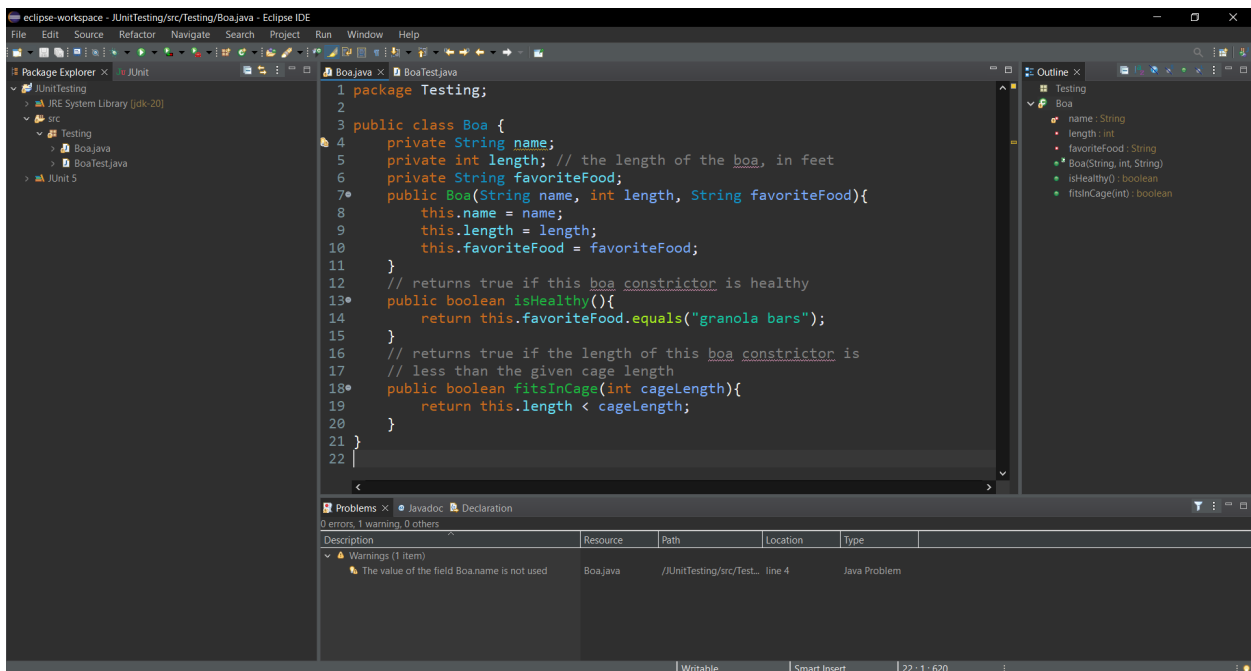 eclipse-workspace - JUnitTesting/src/Testing/Boa.java - Eclipse IDE
File Edit Source Refactor Navigate Search Project Run Window Help
Package Explorer JUnit
JUnitTesting
JRE System Library [jdk-20]
src
Testing
Boa.java
BoaTest.java
JUnit 5
Boa.java BoaTest.java
1 package Testing;
2
3 public class Boa {
4 private String name;
5 private int length; // the length of the boa, in feet
6 private String favoriteFood;
7 public Boa(String name, int length, String favoriteFood){
8 this.name = name;
9 this.length = length;
10 this.favoriteFood = favoriteFood;
11 }
12 // returns true if this boa constrictor is healthy
13 public boolean isHealthy(){
14 return this.favoriteFood.equals("granola bars");
15 }
16 // returns true if the length of this boa constrictor is
17 // less than the given cage length
18 public boolean fitsInCage(int cageLength){
19 return this.length < cageLength;
20 }
21 }
22
Outline
Testing
Boa
name : String
length : int
favoriteFood : String
Boa(String, int, String)
isHealthy() : boolean
fitsInCage(int) : boolean
Problems Javadoc Declaration
0 errors, 1 warning, 0 others
Description Resource Path Location Type
Warnings (1 item)
The value of the field Boa.name is not used Boa.java /JUnitTesting/src/Test... line 4 Java Problem
Writable Smart Insert 22 : 1 : 620